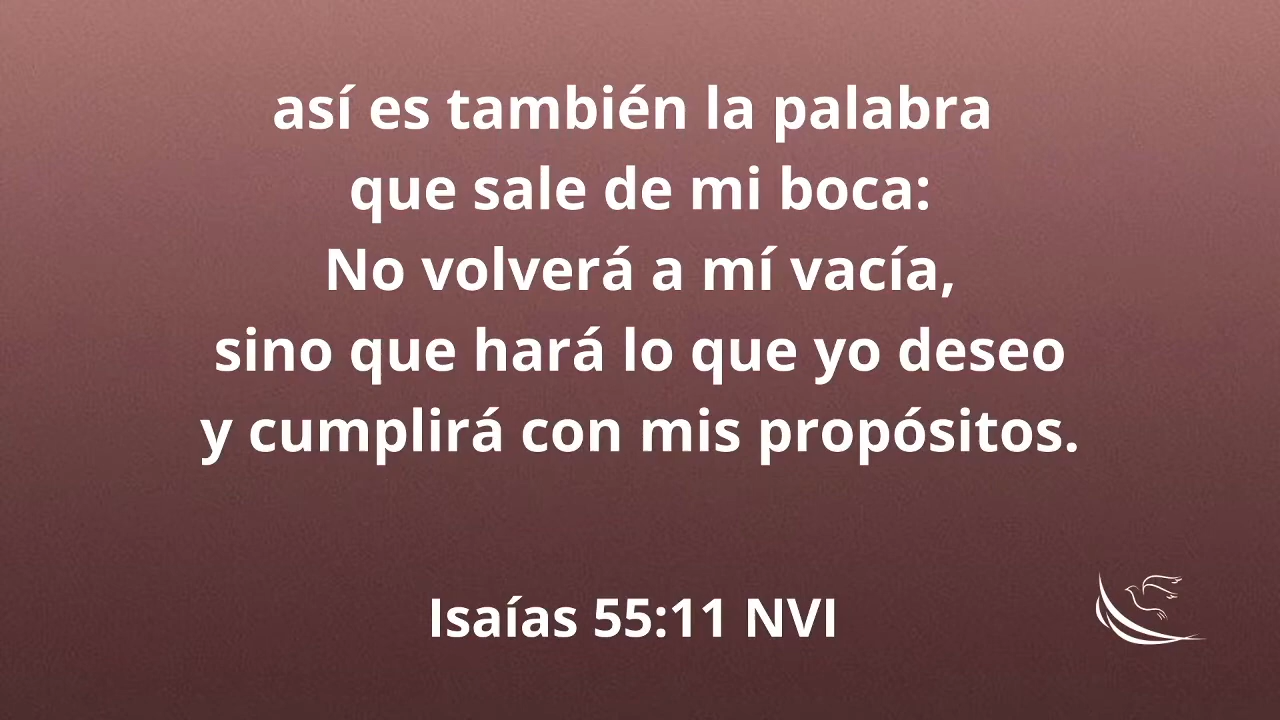 así es también la palabra
que sale de mi boca:
No volverá a mí vacía,
sino que hará lo que yo deseo
y cumplirá con mis propósitos.
Isaías 55:11 NVI